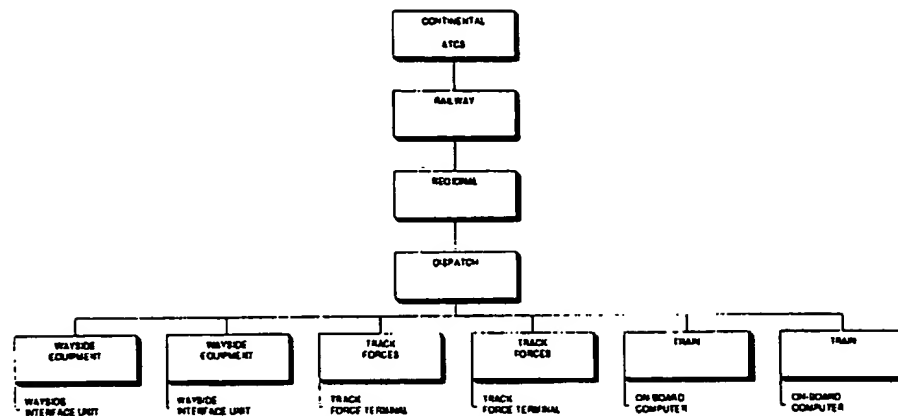 CONTINENTAL
ATCS
RAILWAY
REGIONAL
DISPATCH
WAYSIDE
EQUIPMENT
WAYSIDE
EQUIPMENT
TRACK
FORCES
TRACK
FORCES
TRAIN
TRAIN
WAYSIDE
INTERFACE UNIT
WAYSIDE
INTERFACE UNIT
TRACK
FORCE TERMINAL
TRACK
FORCE TERMINAL
ON BOARD
COMPUTER
ON-BOARD
COMPUTER